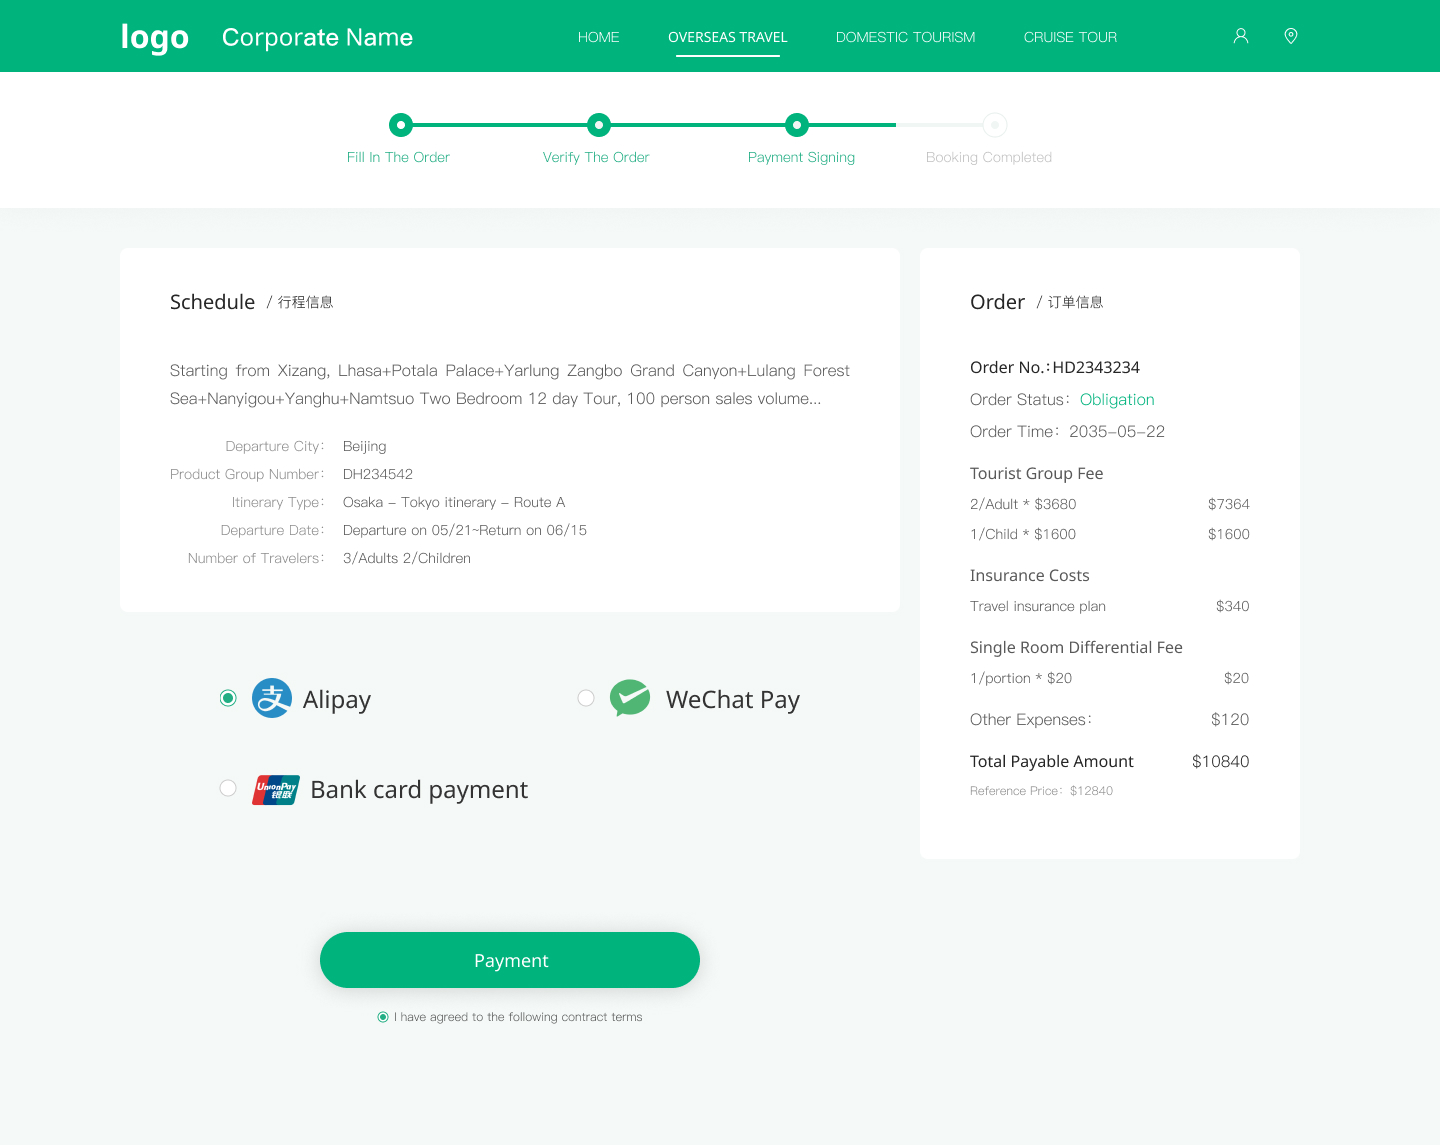 logo
Corporate Name
HOME
OVERSEAS TRAVEL
DOMESTIC TOURISM
CRUISE TOUR
Fill In The Order
Verify The Order
Payment Signing
Booking Completed
Schedule / 行程信息
Starting from Xizang, Lhasa+Potala Palace+Yarlung Zangbo Grand Canyon+Lulang Forest
Sea+Nanyigou+Yanghu+Namtsuo Two Bedroom 12 day Tour, 100 person sales volume...
Departure City： Beijing
Product Group Number： DH234542
Itinerary Type： Osaka – Tokyo itinerary – Route A
Departure Date： Departure on 05/21~Return on 06/15
Number of Travelers： 3/Adults 2/Children
Alipay
WeChat Pay
UnionPay
银联
Bank card payment
Payment
I have agreed to the following contract terms
Order / 订单信息
Order No.：HD2343234
Order Status： Obligation
Order Time： 2035–05–22
Tourist Group Fee
2/Adult * $3680 $7364
1/Child * $1600 $1600
Insurance Costs
Travel insurance plan $340
Single Room Differential Fee
1/portion * $20 $20
Other Expenses： $120
Total Payable Amount $10840
Reference Price： $12840